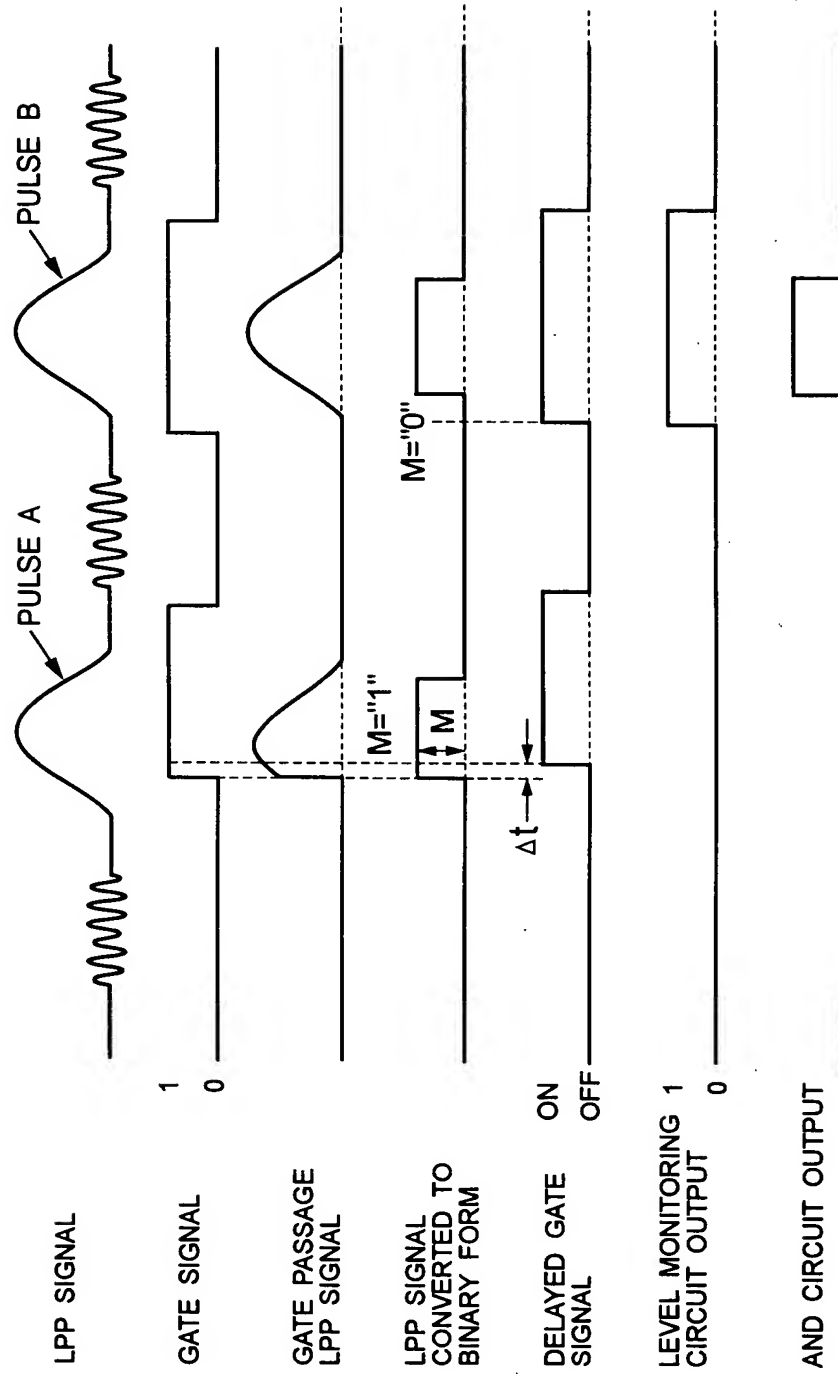 LPP SIGNAL
PULSE A
PULSE B
GATE SIGNAL
1
0
GATE PASSAGE
LPP SIGNAL
LPP SIGNAL
CONVERTED TO
BINARY FORM
M="1"
M
M="0"
DELAYED GATE
SIGNAL
ON
OFF
Δt
LEVEL MONITORING
CIRCUIT OUTPUT
1
0
AND CIRCUIT OUTPUT